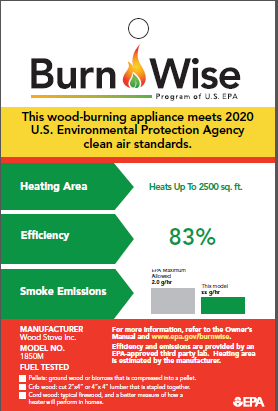 Burn Wise
Program of U.S. EPA
This wood-burning appliance meets 2020
U.S. Environmental Protection Agency
clean air standards.
Heating Area
Heats Up To 2500 sq. ft.
Efficiency
83%
Smoke Emissions
EPA Maximum
Allowed
2.0 g/hr
This model
xx g/hr
MANUFACTURER
Wood Stove Inc.
MODEL NO.
1850M
FUEL TESTED
For more information, refer to the Owner's
Manual and www.epa.gov/burnwise.
Efficiency and emissions are provided by an
EPA-approved third party lab. Heating area
is estimated by the manufacturer.
Pellets: ground wood or biomass that is compressed into a pellet.
Crib wood: cut 2"x4" or 4"x 4" lumber that is stapled together.
Cord wood: typical firewood, and a better measure of how a
heater will perform in homes.
EPA